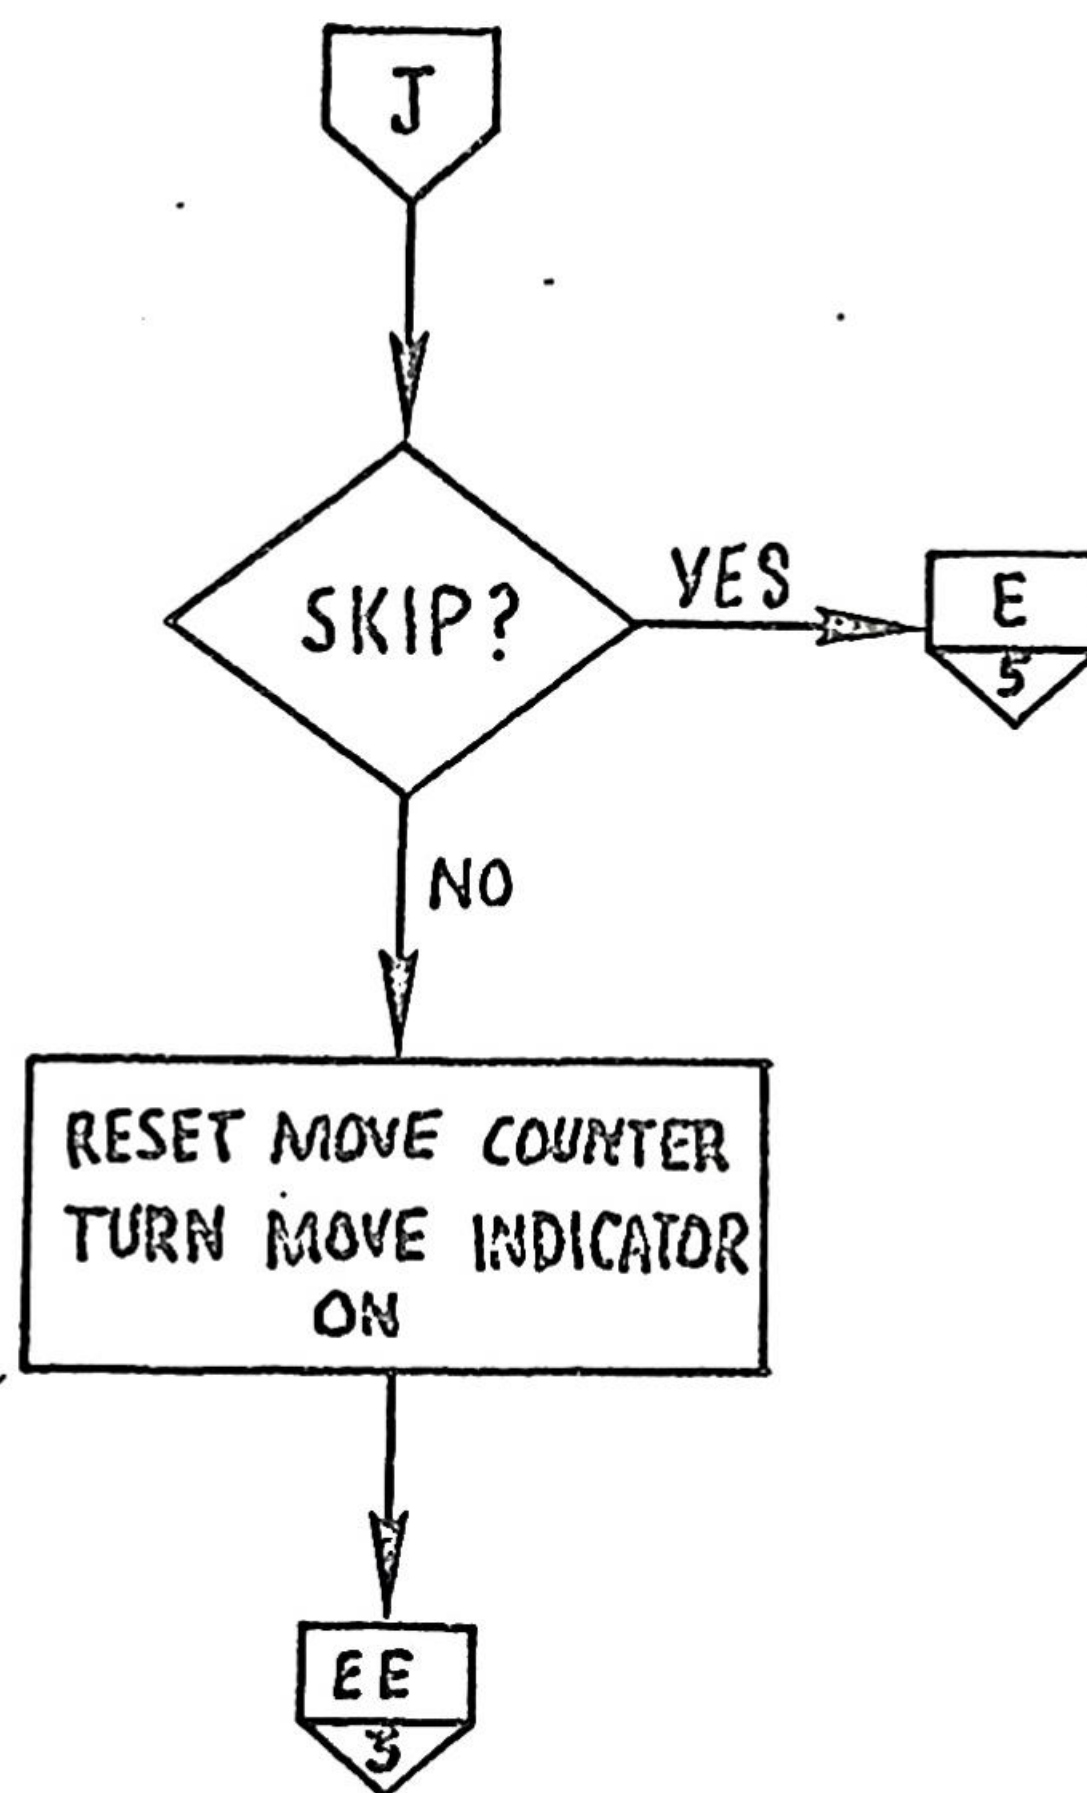 J
SKIP?
YES
E
5
NO
RESET MOVE COUNTER
TURN MOVE INDICATOR
ON
EE
3